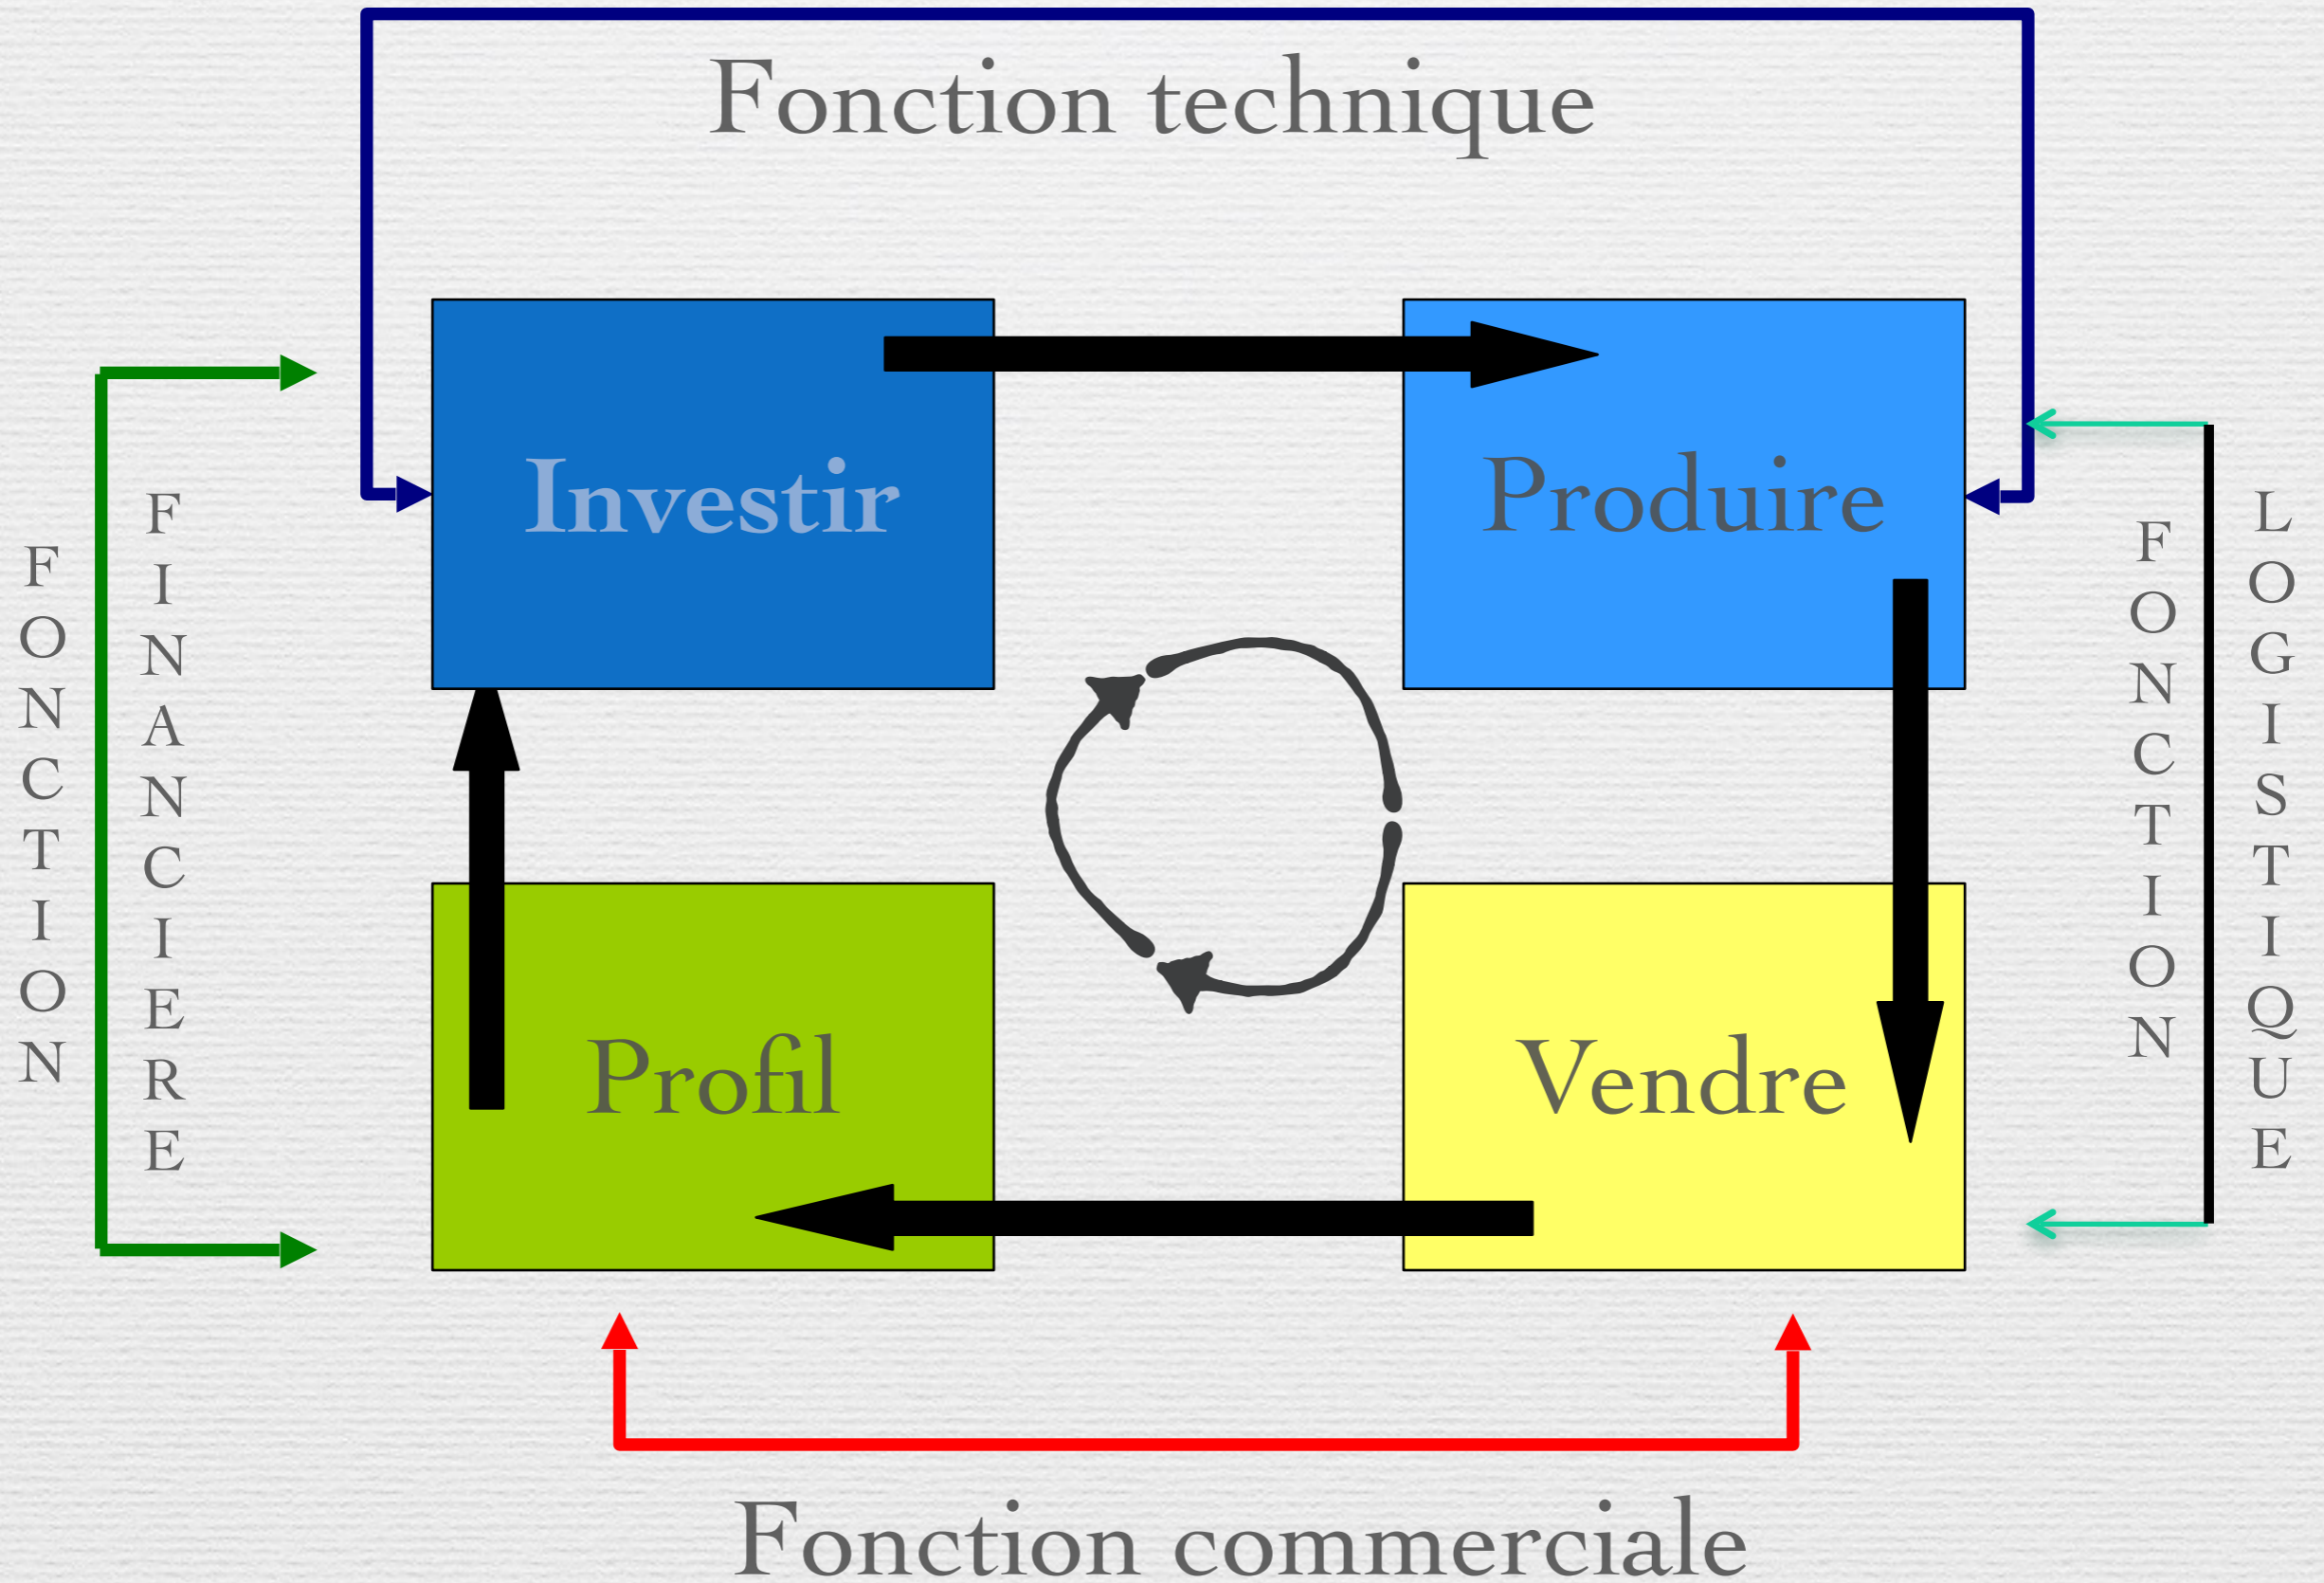 Fonction technique
Investir
Produire
FONCTION
FINANCIERE
FONCTION
LOGISTIQUE
Profil
Vendre
Fonction commerciale